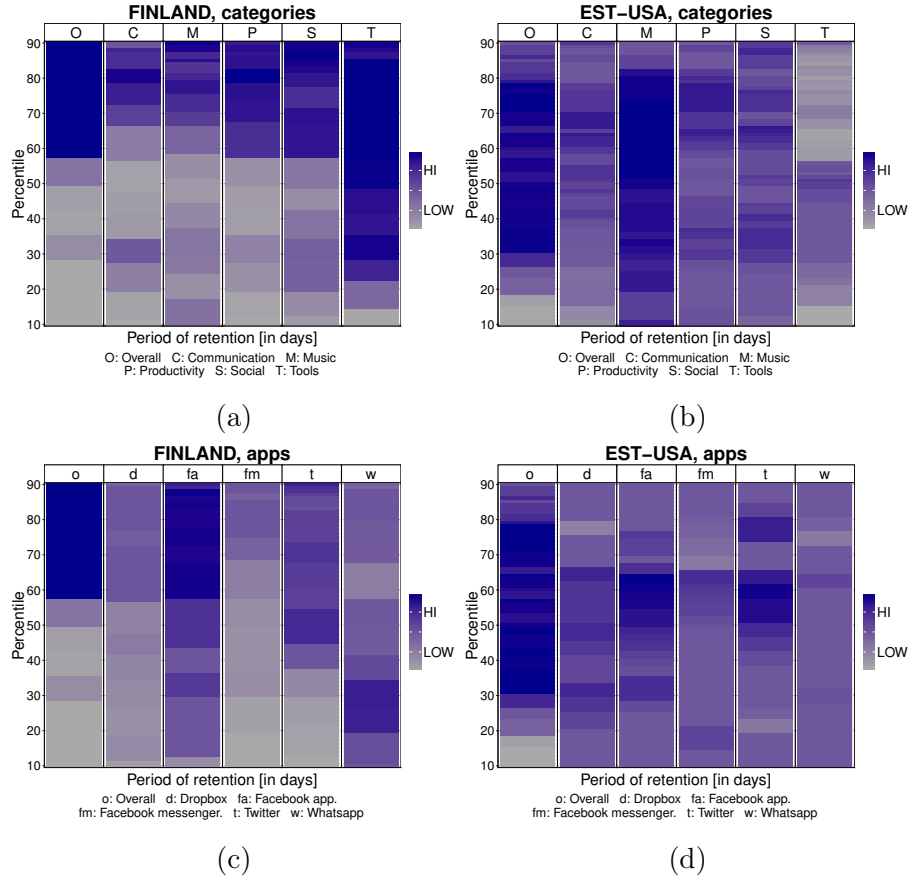 FINLAND, categories
O C M P S T
90
80
70
60
50
40
30
20
10
Percentile
HI
LOW
Period of retention [in days]
O: Overall C: Communication M: Music
P: Productivity S: Social T: Tools
(a)
EST−USA, categories
O C M P S T
90
80
70
60
50
40
30
20
10
Percentile
HI
LOW
Period of retention [in days]
O: Overall C: Communication M: Music
P: Productivity S: Social T: Tools
(b)
FINLAND, apps
o d fa fm t w
90
80
70
60
50
40
30
20
10
Percentile
HI
LOW
Period of retention [in days]
o: Overall d: Dropbox fa: Facebook app.
fm: Facebook messenger. t: Twitter w: Whatsapp
(c)
EST−USA, apps
o d fa fm t w
90
80
70
60
50
40
30
20
10
Percentile
HI
LOW
Period of retention [in days]
o: Overall d: Dropbox fa: Facebook app.
fm: Facebook messenger. t: Twitter w: Whatsapp
(d)